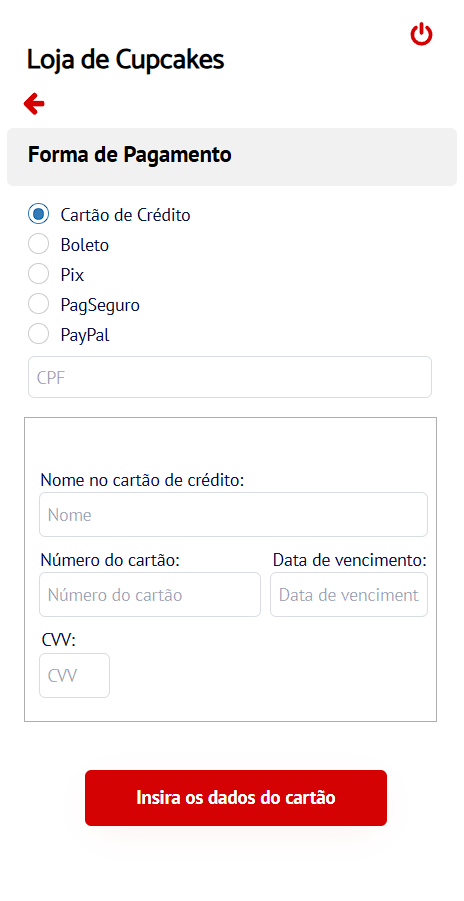 Loja de Cupcakes
Forma de Pagamento
Cartão de Crédito
Boleto
Pix
PagSeguro
PayPal
CPF
Nome no cartão de crédito:
Nome
Número do cartão: Data de vencimento:
Número do cartão Data de venciment
CVV:
CVV
Insira os dados do cartão